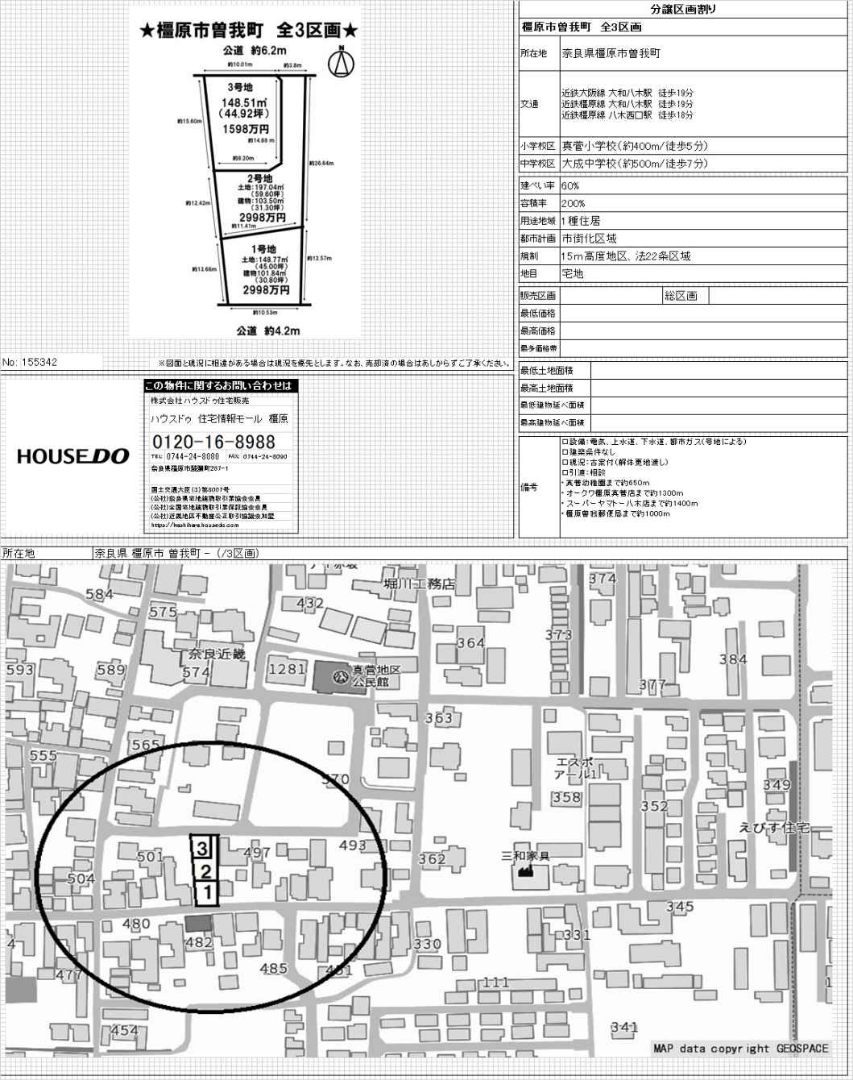 ★橿原市曽我町 全3区画★
公道 約6.2m
N
約10.01m
約3.8m
3号地
148.51㎡
(44.92坪)
1598万円
約15.60m
約14.60m
約8.20m
約26.64m
2号地
土地:197.04㎡
(59.60坪)
建物:103.50㎡
(31.30坪)
2998万円
約12.42m
約11.41m
1号地
土地:148.77㎡
(45.00坪)
建物101.84㎡
(30.80坪)
2998万円
約13.66m
約12.57m
約10.53m
公道 約4.2m
No: 155342
※図面と現況に相違がある場合は現況を優先とします。なお、売却済の場合はあしからずご了承ください。
分譲区画割り
橿原市曽我町 全3区画
所在地 奈良県橿原市曽我町
交通
近鉄大阪線 大和八木駅 徒歩19分
近鉄橿原線 大和八木駅 徒歩19分
近鉄橿原線 八木西口駅 徒歩18分
小学校区 真菅小学校(約400m/徒歩5分)
中学校区 大成中学校(約500m/徒歩7分)
建ぺい率 60%
容積率 200%
用途地域 1種住居
都市計画 市街化区域
規制 15m高度地区、法22条区域
地目 宅地
販売区画 総区画
最低価格
最高価格
最多価格帯
最低土地面積
最高土地面積
最低建物延べ面積
最高建物延べ面積
備考
□設備:電気、上水道、下水道、都市ガス(号地による)
□建築条件なし
□現況:古家付(解体更地渡し)
□引渡:相談
・真菅幼稚園まで約650m
・オークワ橿原真菅店まで約1300m
・スーパーヤマトー八木店まで約1400m
・橿原曽我郵便局まで約1000m
HOUSE DO
この物件に関するお問い合わせは
株式会社ハウスドゥ住宅販売
ハウスドゥ 住宅情報モール 橿原
0120-16-8988
TEL 0744-24-8080 FAX 0744-24-8090
国土交通大臣(3)第8007号
(公社)奈良県宅地建物取引業協会会員
(公社)全国宅地建物取引業保証協会会員
(公社)近畿地区不動産公正取引協議会加盟
所在地 奈良県 橿原市 曽我町 - (/3区画)
584
575
432
堀川工務店
374
364
373
593
589
奈良近畿
574
1281
真菅地区
公民館
384
377
363
555
565
570
エスポ
アール1
358
352
349
えびす住宅
501
3
2
1
497
493
362
三和家具
504
480
482
345
330
331
4
477
485
451
111
454
341
1
MAP data copyright GEOSPACE